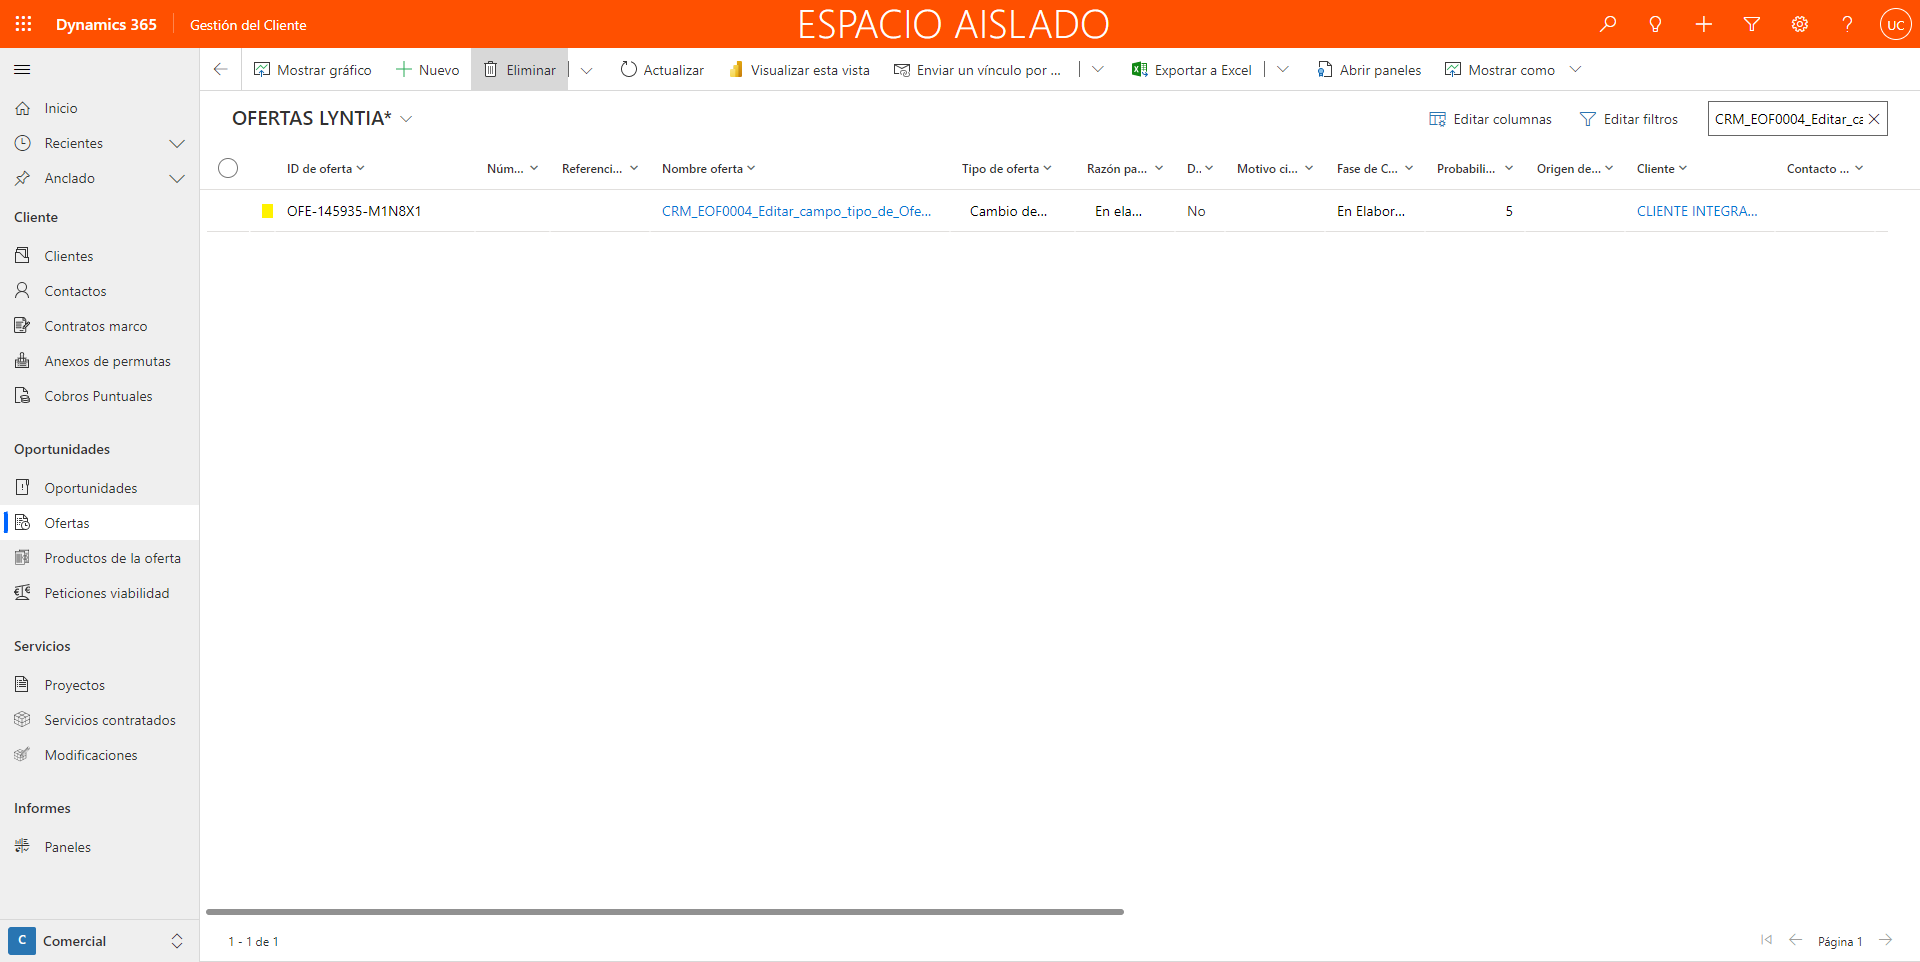 Dynamics 365
Gestión del Cliente
ESPACIO AISLADO
UC
Mostrar gráfico
Nuevo
Eliminar
Actualizar
Visualizar esta vista
Enviar un vínculo por ...
Exportar a Excel
Abrir paneles
Mostrar como
Inicio
Recientes
Anclado
Cliente
Clientes
Contactos
Contratos marco
Anexos de permutas
Cobros Puntuales
Oportunidades
Oportunidades
Ofertas
Productos de la oferta
Peticiones viabilidad
Servicios
Proyectos
Servicios contratados
Modificaciones
Informes
Paneles
C Comercial
OFERTAS LYNTIA*
Editar columnas
Editar filtros
CRM_EOF0004_Editar_ca
ID de oferta Núm... Referenci... Nombre oferta Tipo de oferta Razón pa... D.. Motivo ci... Fase de C... Probabili... Origen de... Cliente Contacto ...
OFE-145935-M1N8X1 CRM_EOF0004_Editar_campo_tipo_de_Ofe... Cambio de... En ela... No En Elabor... 5 CLIENTE INTEGRA...
1 - 1 de 1
Página 1